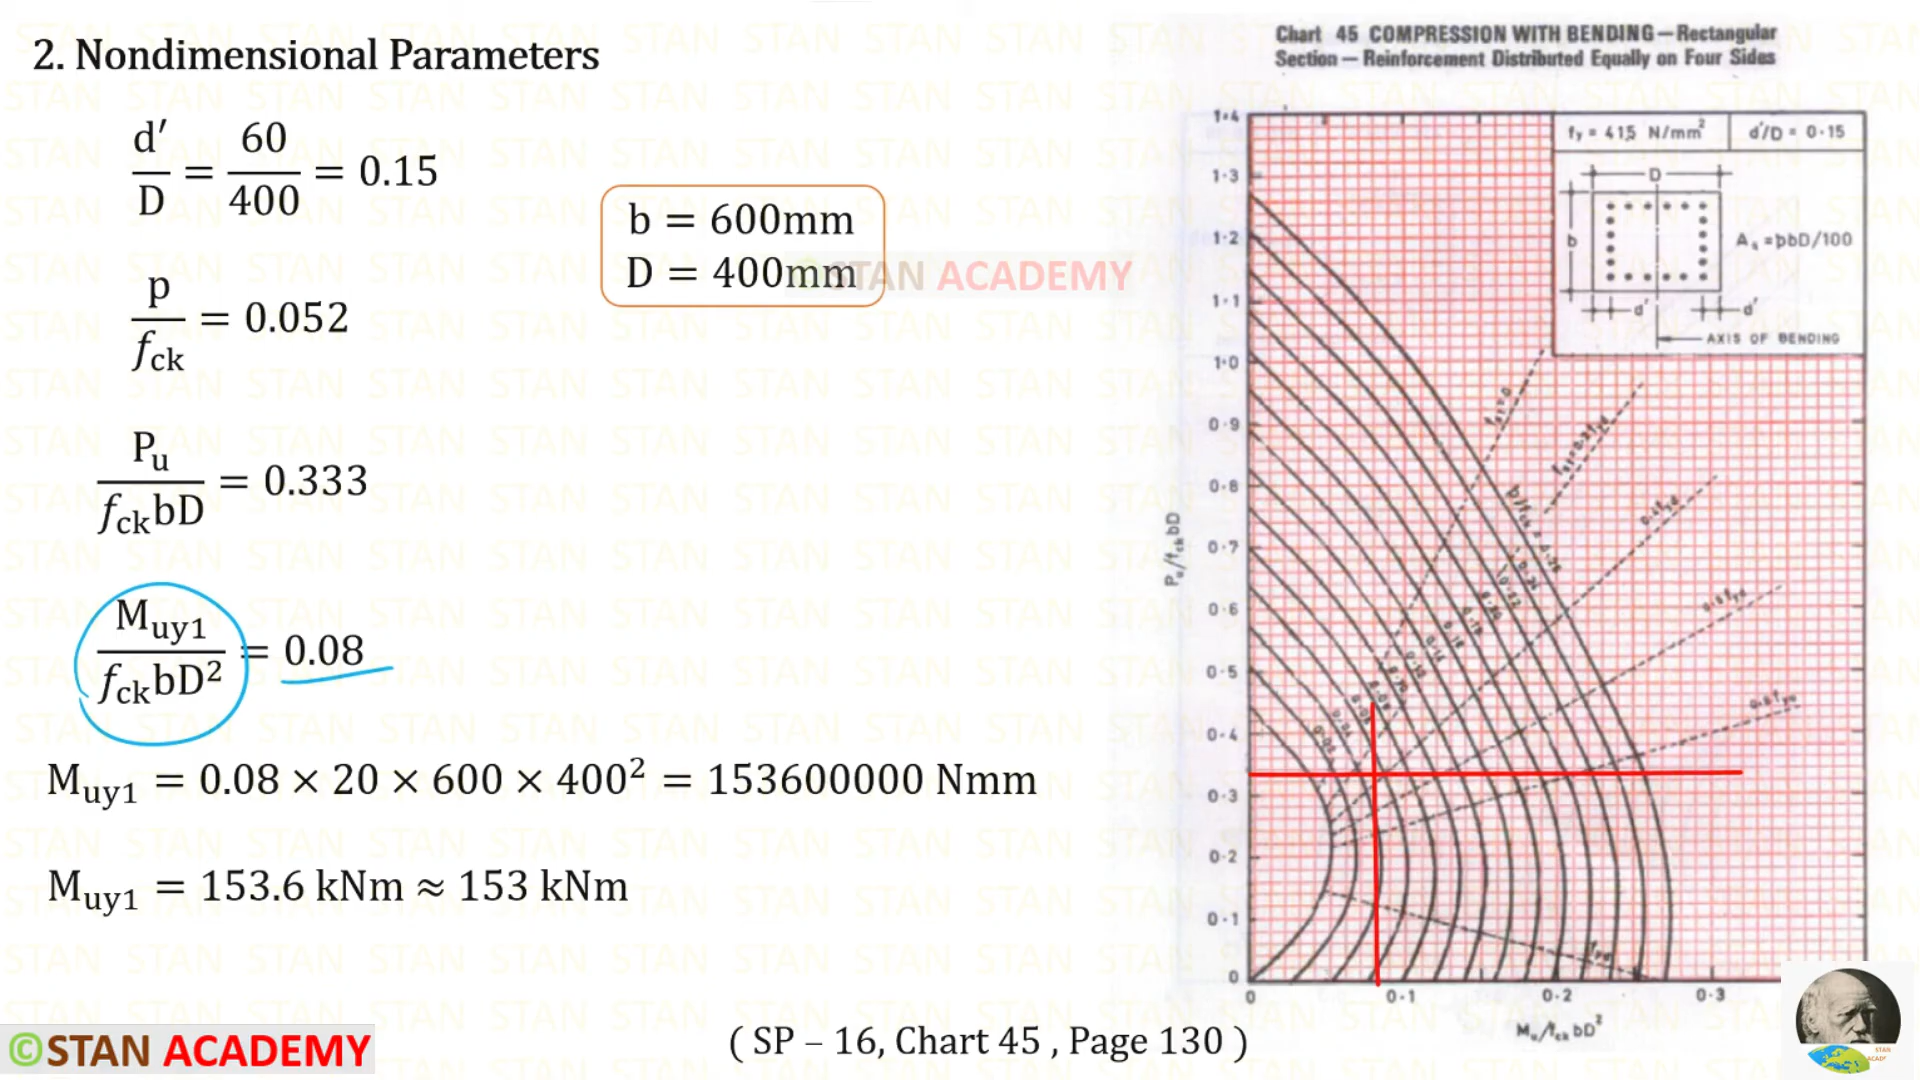 2. Nondimensional Parameters
d′/D = 60/400 = 0.15
b = 600mm
D = 400mm
©STAN ACADEMY
p/fck = 0.052
Pu/fckbD = 0.333
Muy1/fckbD² = 0.08
Muy1 = 0.08 × 20 × 600 × 400² = 153600000 Nmm
Muy1 = 153.6 kNm ≈ 153 kNm
Chart 45 COMPRESSION WITH BENDING—Rectangular
Section — Reinforcement Distributed Equally on Four Sides
fy = 415 N/mm²
d′/D = 0·15
D
b
As = pbD/100
d′
d′
AXIS OF BENDING
1·4
1·3
1·2
1·1
1·0
0·9
0·8
0·7
0·6
0·5
0·4
0·3
0·2
0·1
0
Pu/fckbD
0
0·1
0·2
0·3
Mu/fckbD²
( SP – 16, Chart 45 , Page 130 )
©STAN ACADEMY